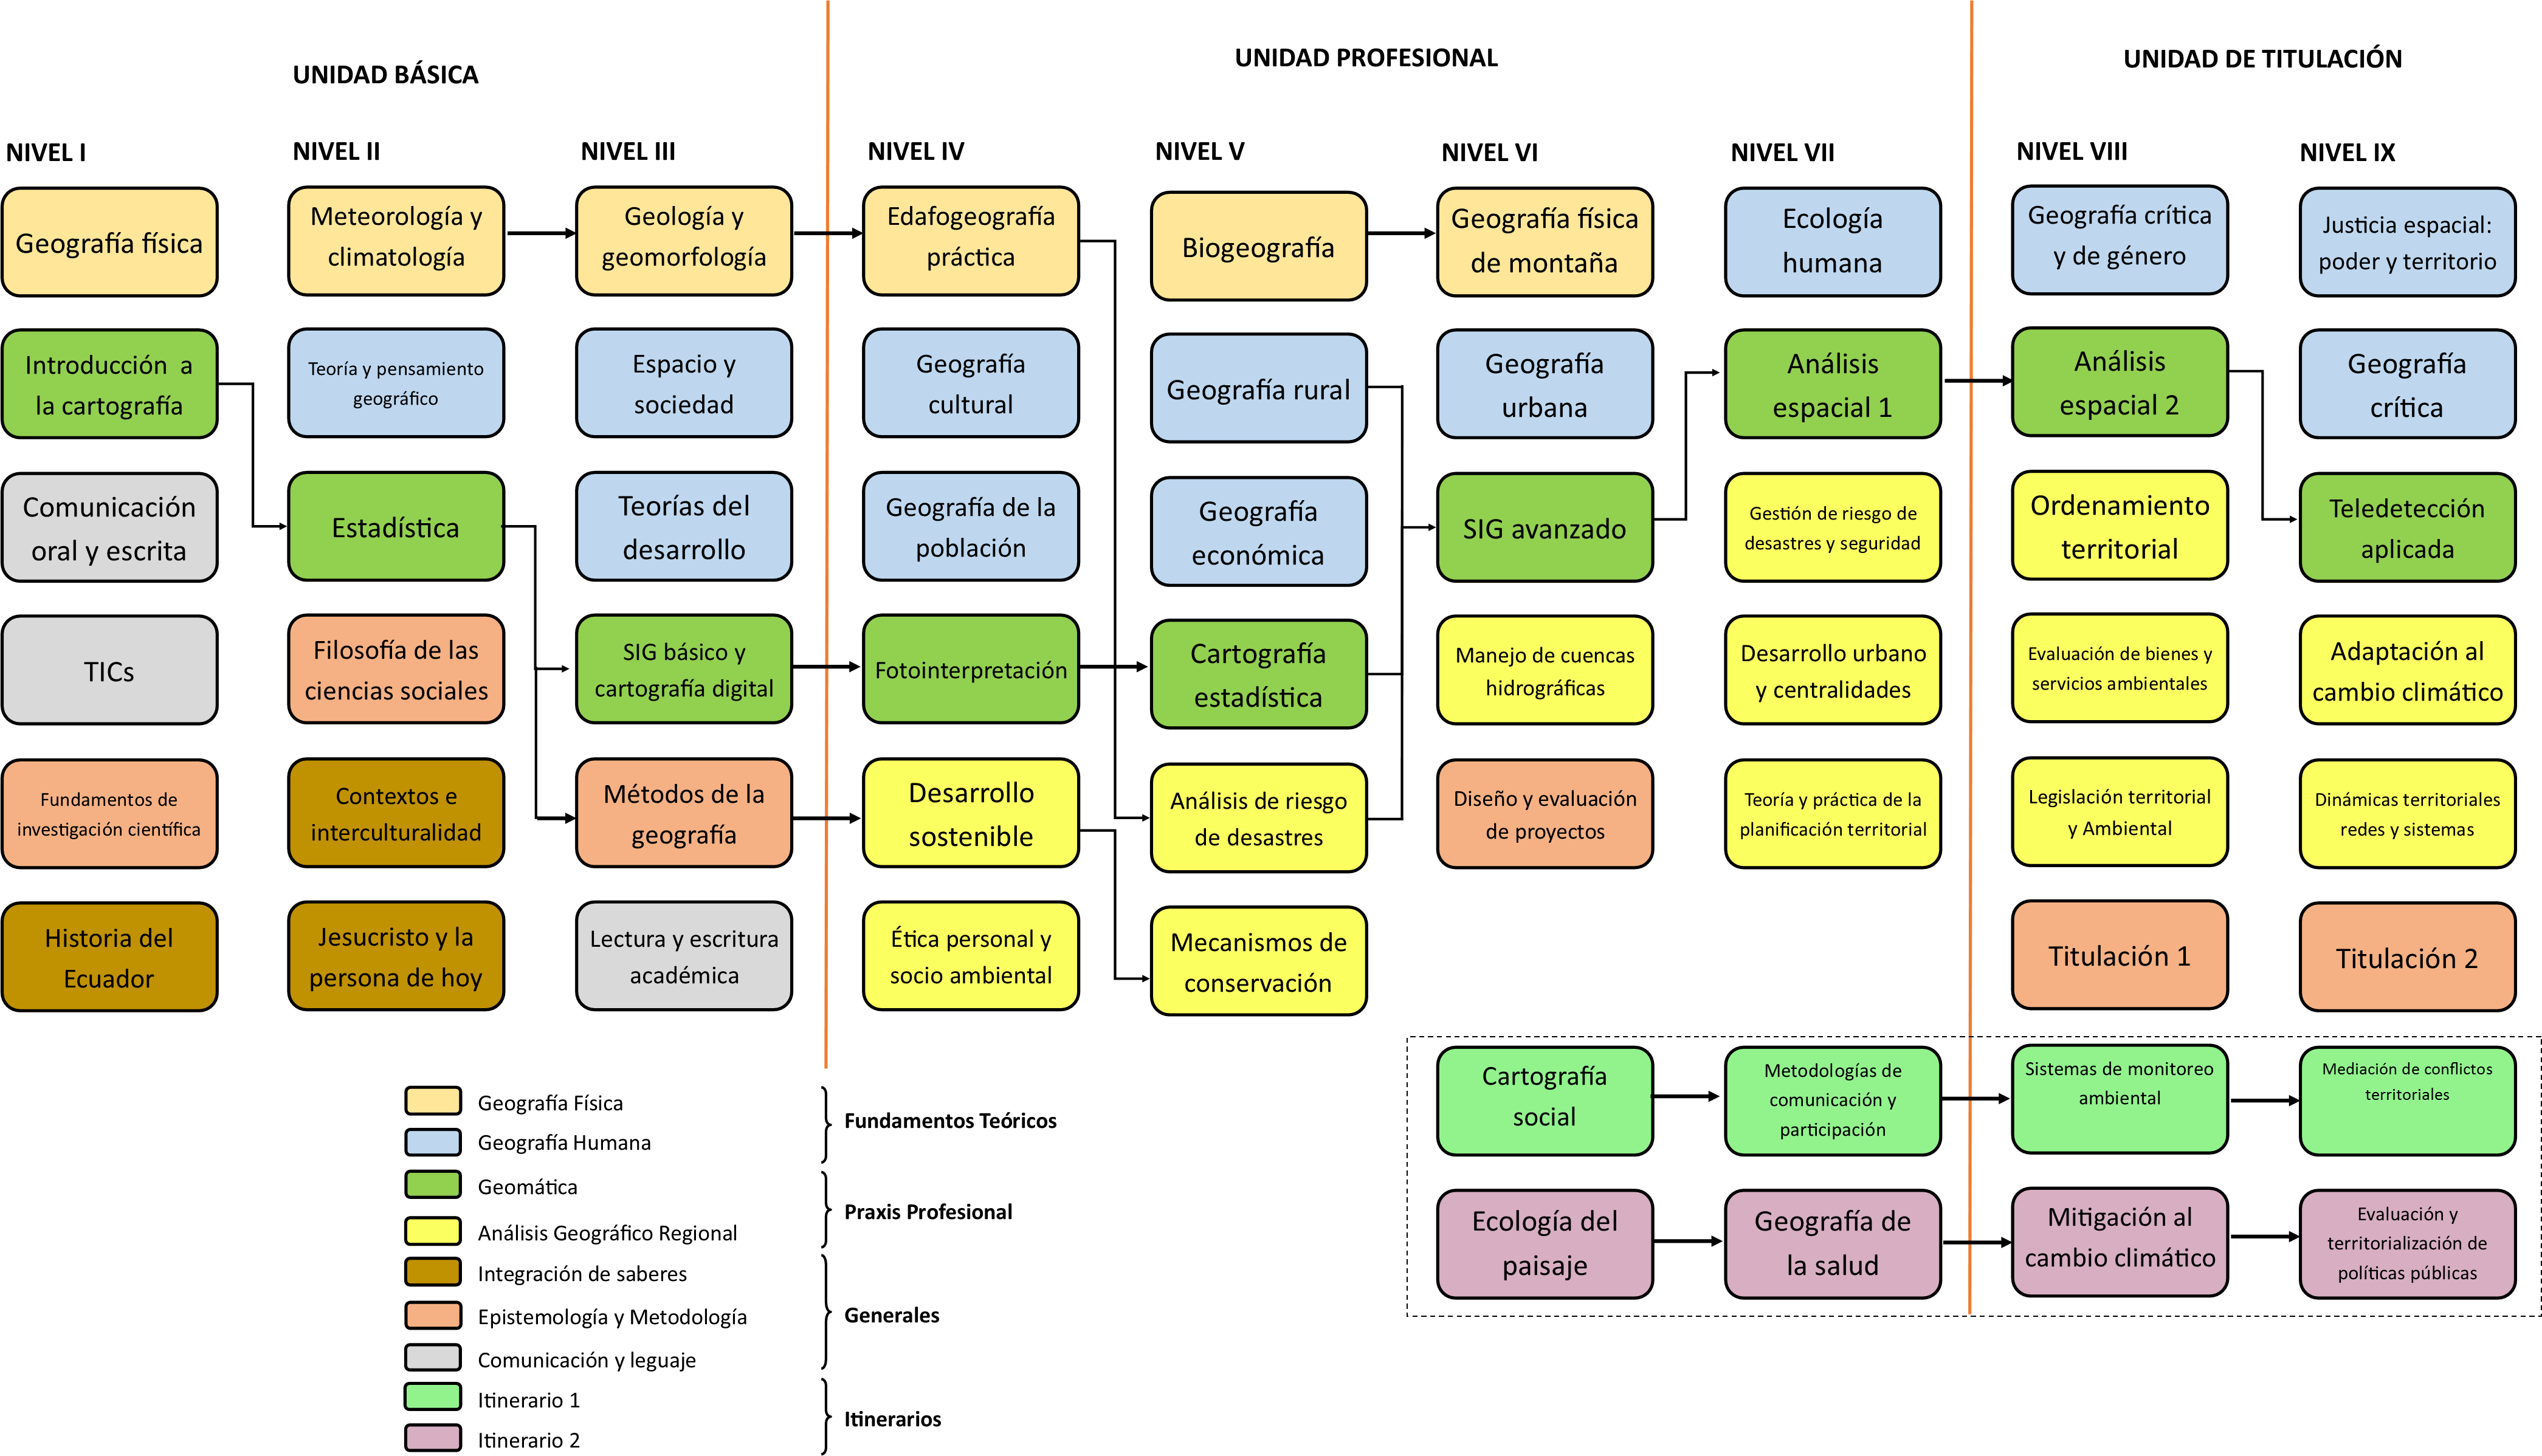 UNIDAD BÁSICA
UNIDAD PROFESIONAL
UNIDAD DE TITULACIÓN
NIVEL I
NIVEL II
NIVEL III
NIVEL IV
NIVEL V
NIVEL VI
NIVEL VII
NIVEL VIII
NIVEL IX
Geografía física
Meteorología y
climatología
Geología y
geomorfología
Edafogeografía
práctica
Biogeografía
Geografía física
de montaña
Ecología
humana
Geografía crítica
y de género
Justicia espacial:
poder y territorio
Introducción a
la cartografía
Teoría y pensamiento
geográfico
Espacio y
sociedad
Geografía
cultural
Geografía rural
Geografía
urbana
Análisis
espacial 1
Análisis
espacial 2
Geografía
crítica
Comunicación
oral y escrita
Estadística
Teorías del
desarrollo
Geografía de la
población
Geografía
económica
SIG avanzado
Gestión de riesgo de
desastres y seguridad
Ordenamiento
territorial
Teledetección
aplicada
TICs
Filosofía de las
ciencias sociales
SIG básico y
cartografía digital
Fotointerpretación
Cartografía
estadística
Manejo de cuencas
hidrográficas
Desarrollo urbano
y centralidades
Evaluación de bienes y
servicios ambientales
Adaptación al
cambio climático
Fundamentos de
investigación científica
Contextos e
interculturalidad
Métodos de la
geografía
Desarrollo
sostenible
Análisis de riesgo
de desastres
Diseño y evaluación
de proyectos
Teoría y práctica de la
planificación territorial
Legislación territorial
y Ambiental
Dinámicas territoriales
redes y sistemas
Historia del
Ecuador
Jesucristo y la
persona de hoy
Lectura y escritura
académica
Ética personal y
socio ambiental
Mecanismos de
conservación
Titulación 1
Titulación 2
Cartografía
social
Metodologías de
comunicación y
participación
Sistemas de monitoreo
ambiental
Mediación de conflictos
territoriales
Ecología del
paisaje
Geografía de
la salud
Mitigación al
cambio climático
Evaluación y
territorialización de
políticas públicas
Geografía Física
Geografía Humana
Fundamentos Teóricos
Geomática
Análisis Geográfico Regional
Praxis Profesional
Integración de saberes
Epistemología y Metodología
Comunicación y leguaje
Generales
Itinerario 1
Itinerario 2
Itinerarios